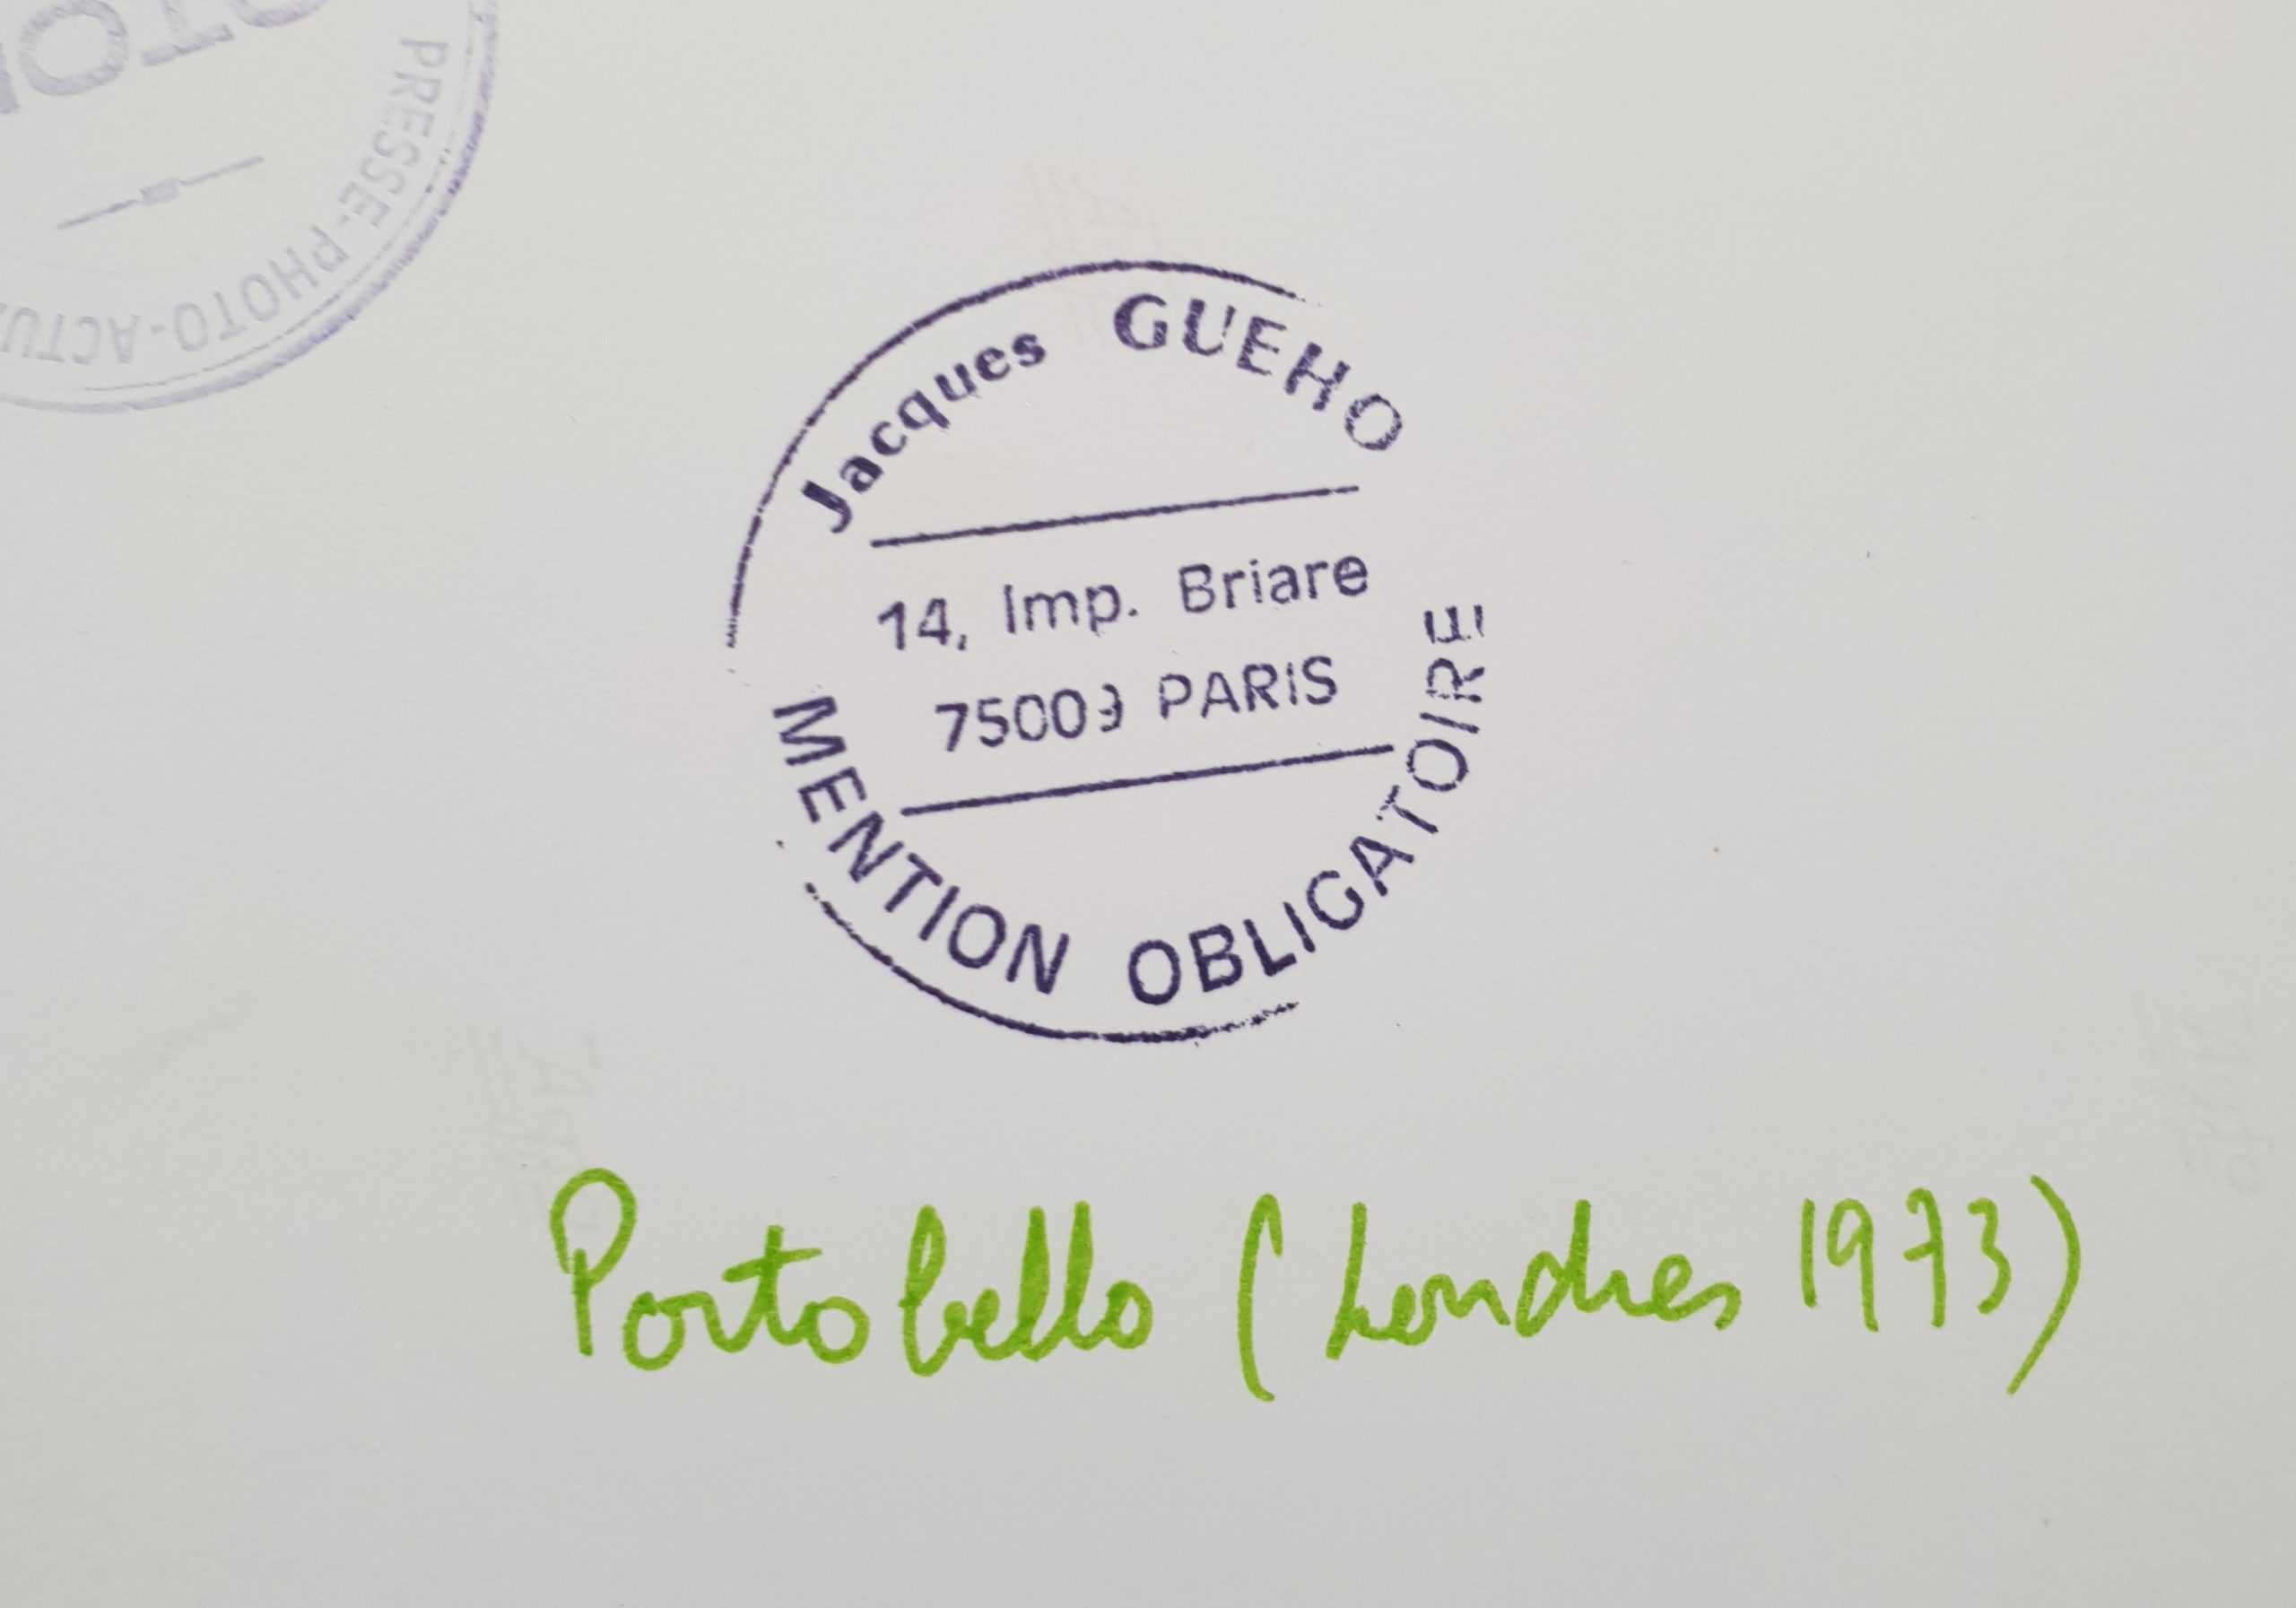 PRESSE-PHOTO-ACTU
Jacques GUEHO
14, Imp. Briare
75009 PARIS
MENTION OBLIGATOIRE
Portobello (Londres 1973)